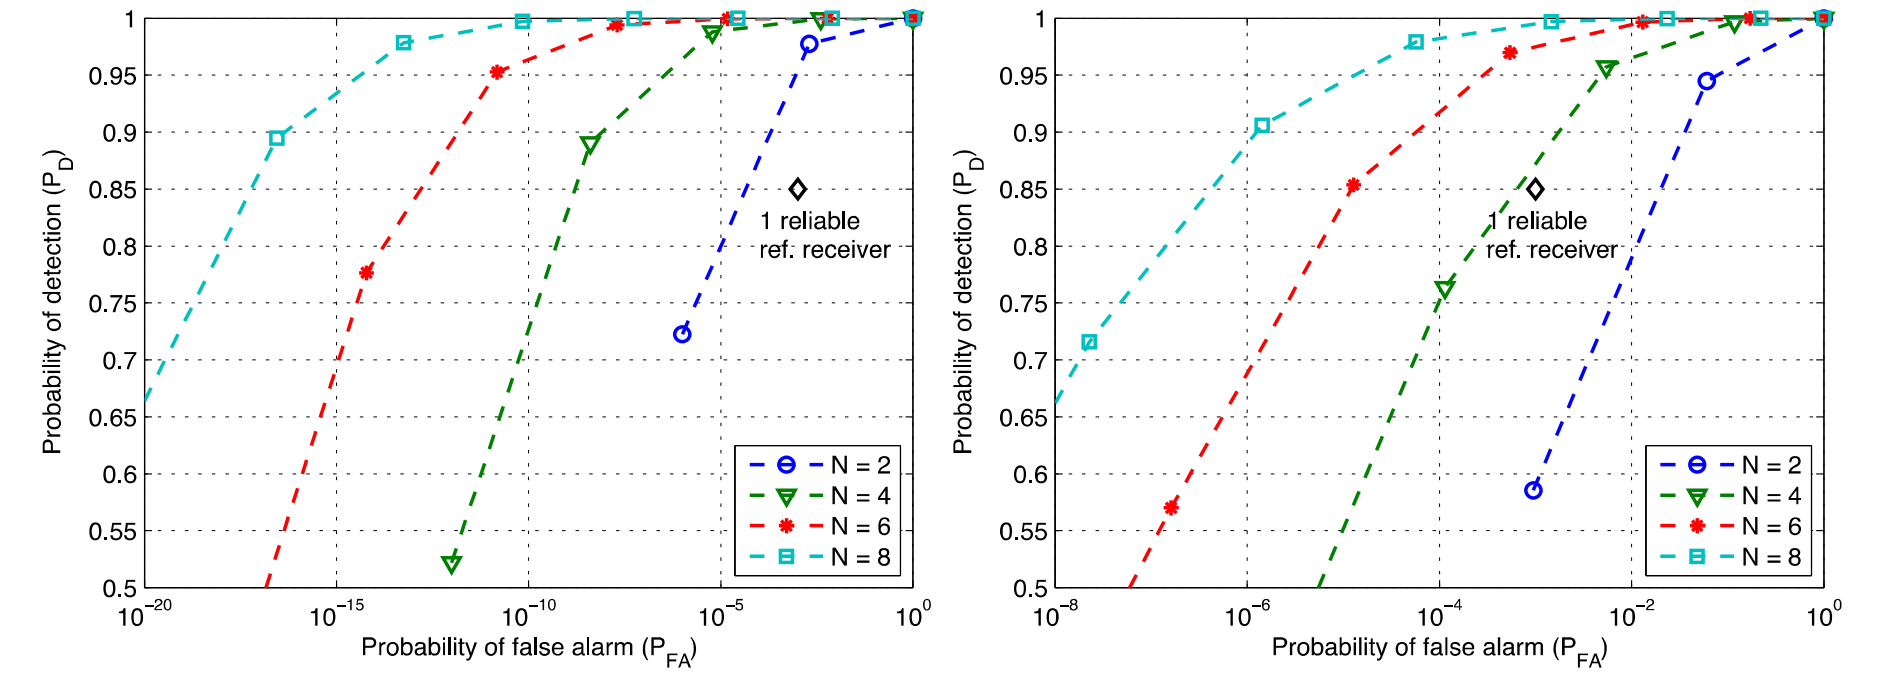 1
0.95
0.9
0.85
0.8
0.75
0.7
0.65
0.6
0.55
0.5
Probability of detection (P_D)
1 reliable
ref. receiver
N = 2
N = 4
N = 6
N = 8
10^−20
10^−15
10^−10
10^−5
10^0
Probability of false alarm (P_FA)
1
0.95
0.9
0.85
0.8
0.75
0.7
0.65
0.6
0.55
0.5
Probability of detection (P_D)
1 reliable
ref. receiver
N = 2
N = 4
N = 6
N = 8
10^−8
10^−6
10^−4
10^−2
10^0
Probability of false alarm (P_FA)